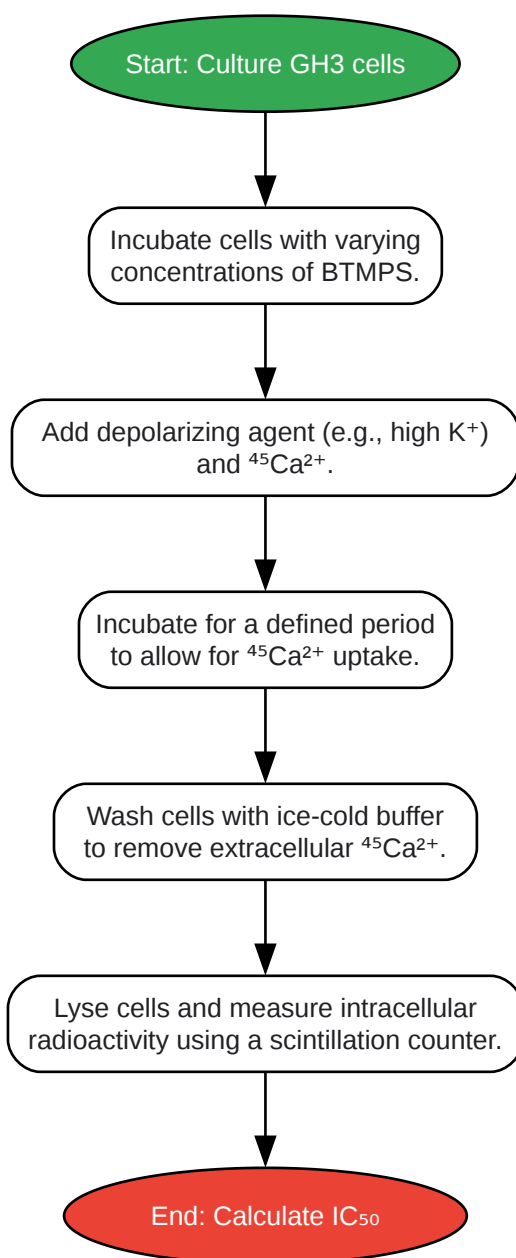 Start: Culture GH3 cells
Incubate cells with varying
concentrations of BTMPS.
Add depolarizing agent (e.g., high K⁺)
and ⁴⁵Ca²⁺.
Incubate for a defined period
to allow for ⁴⁵Ca²⁺ uptake.
Wash cells with ice-cold buffer
to remove extracellular ⁴⁵Ca²⁺.
Lyse cells and measure intracellular
radioactivity using a scintillation counter.
End: Calculate IC₅₀